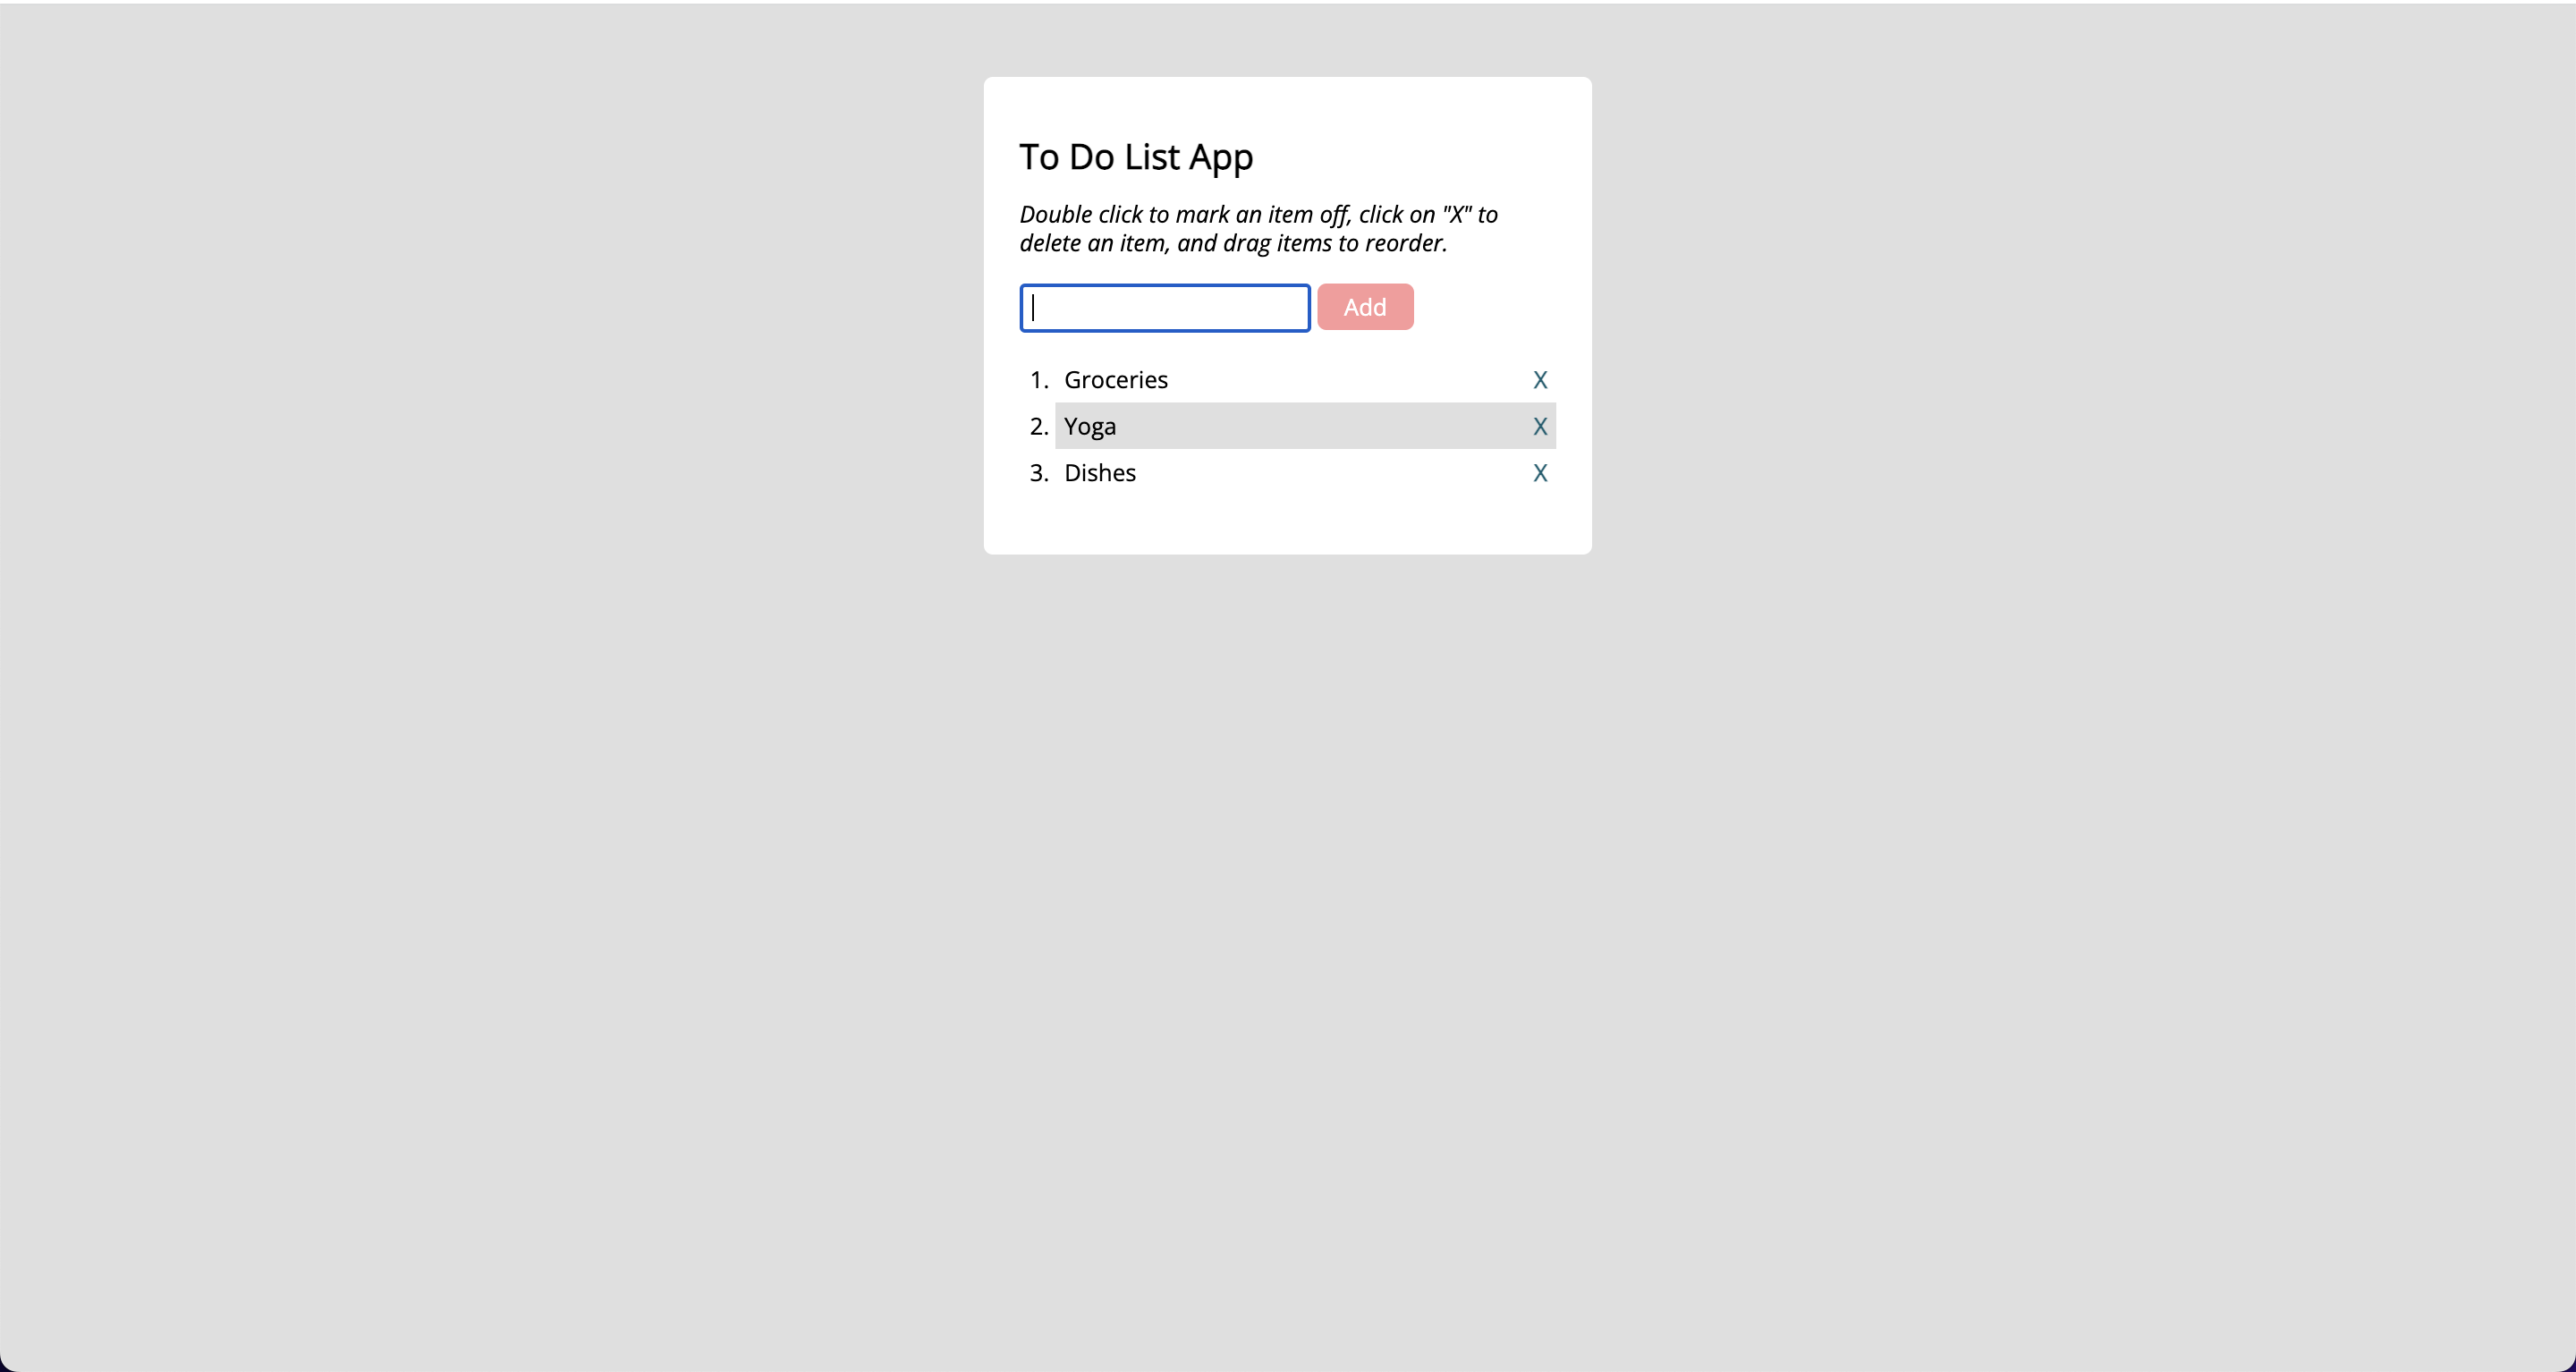 To Do List App
Double click to mark an item off, click on "X" to
delete an item, and drag items to reorder.
Add
1. Groceries X
2. Yoga X
3. Dishes X